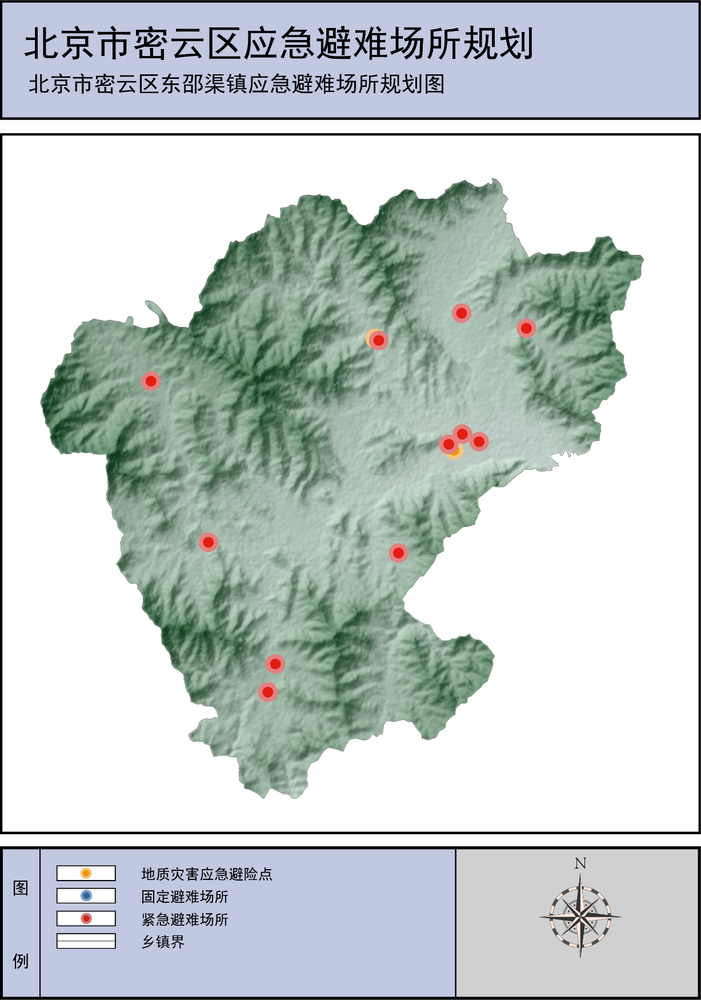 北京市密云区应急避难场所规划
北京市密云区东邵渠镇应急避难场所规划图
图例
地质灾害应急避险点
固定避难场所
紧急避难场所
乡镇界
N